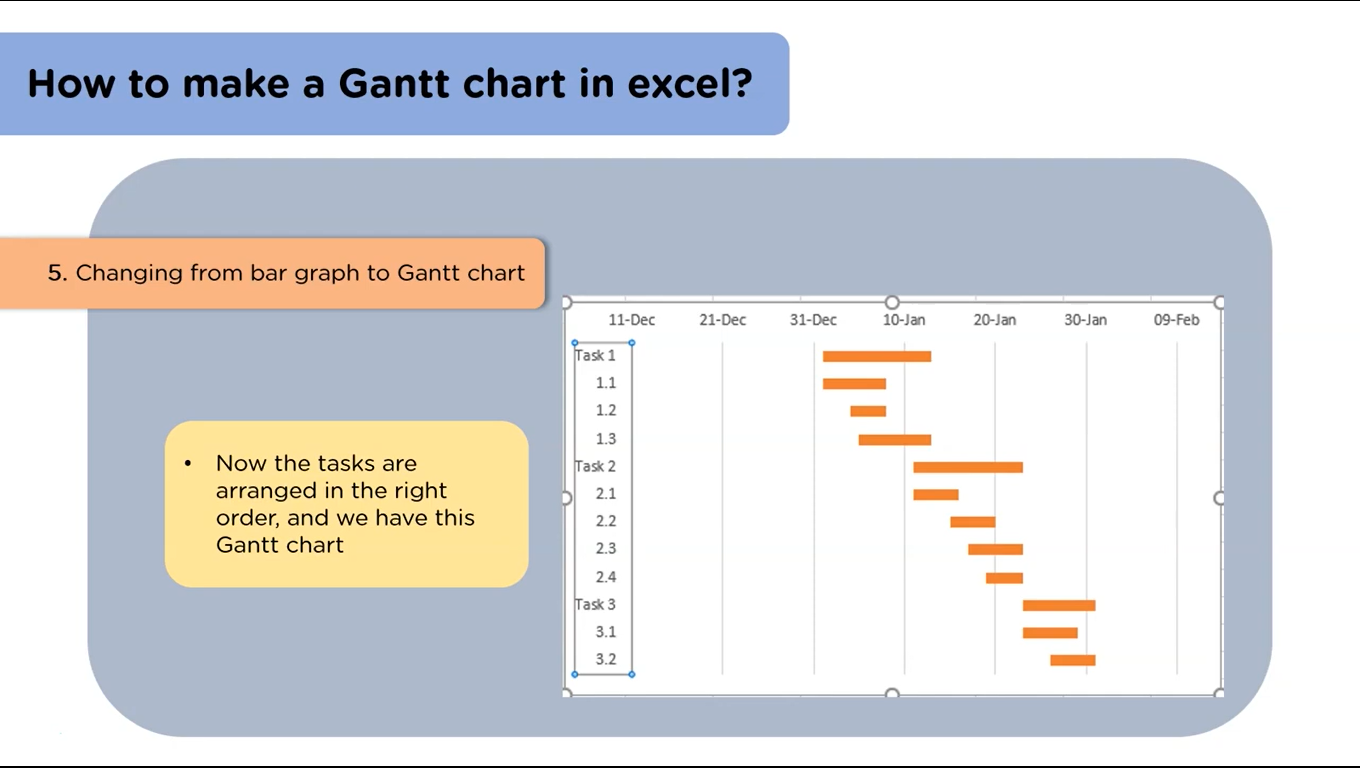 How to make a Gantt chart in excel?
5. Changing from bar graph to Gantt chart
• Now the tasks are
arranged in the right
order, and we have this
Gantt chart
11-Dec 21-Dec 31-Dec 10-Jan 20-Jan 30-Jan 09-Feb
Task 1
1.1
1.2
1.3
Task 2
2.1
2.2
2.3
2.4
Task 3
3.1
3.2